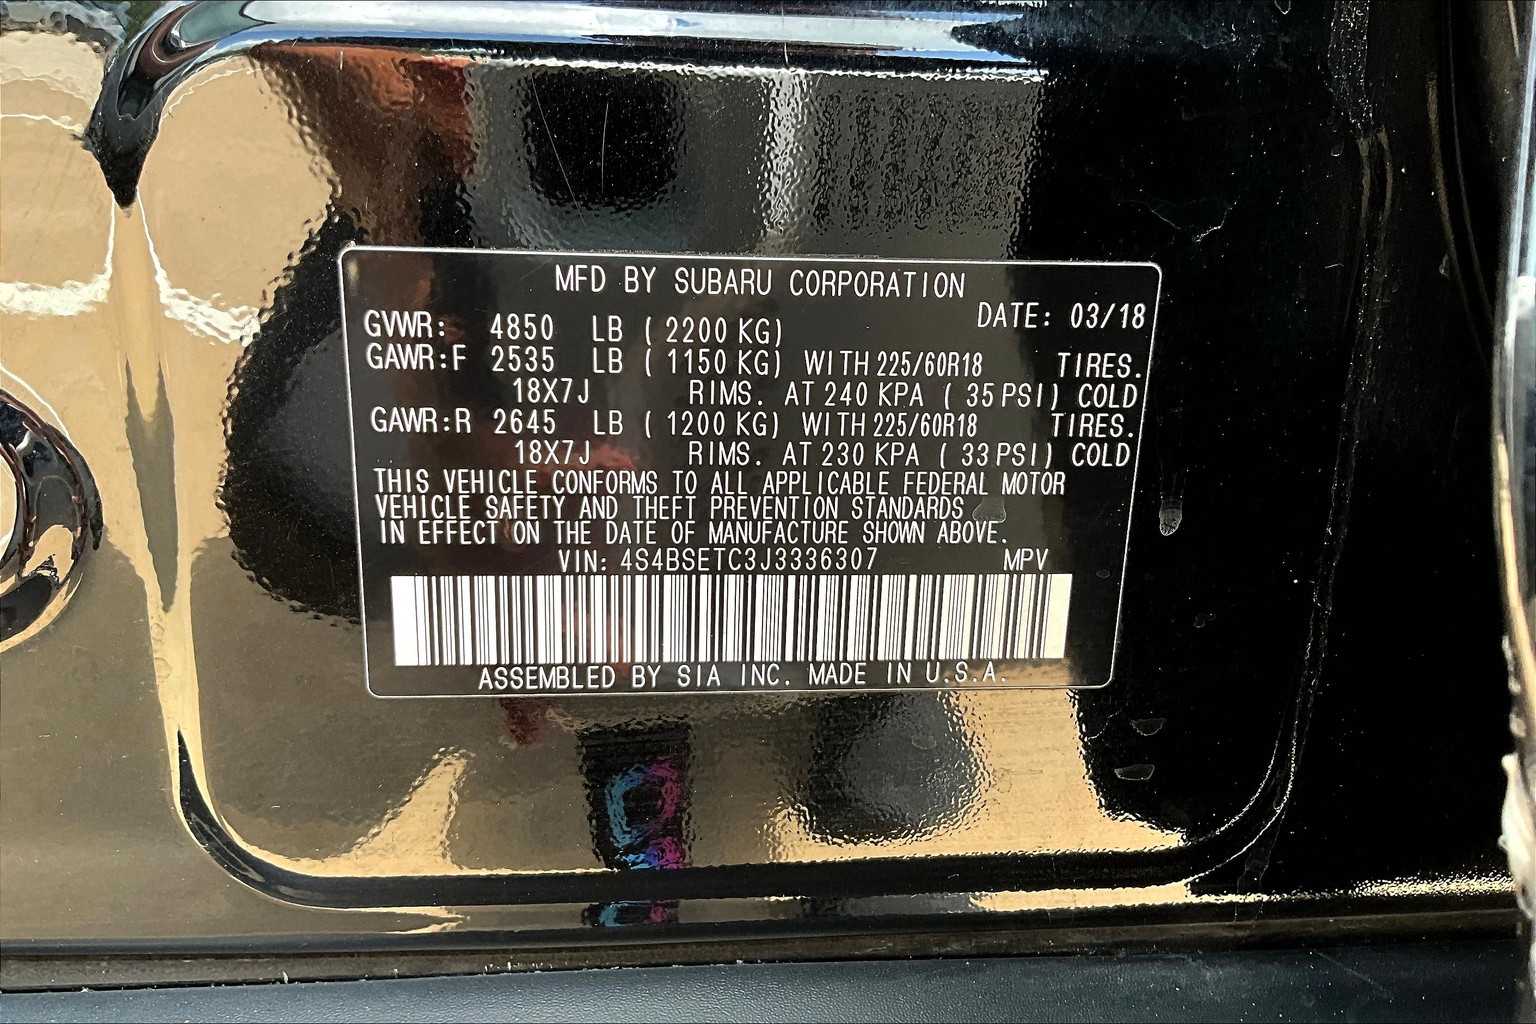 MFD BY SUBARU CORPORATION
DATE: 03/18
GVWR: 4850 LB ( 2200 KG)
GAWR:F 2535 LB ( 1150 KG) WITH 225/60R18 TIRES.
18X7J RIMS. AT 240 KPA ( 35 PSI) COLD
GAWR:R 2645 LB ( 1200 KG) WITH 225/60R18 TIRES.
18X7J RIMS. AT 230 KPA ( 33 PSI) COLD
THIS VEHICLE CONFORMS TO ALL APPLICABLE FEDERAL MOTOR
VEHICLE SAFETY AND THEFT PREVENTION STANDARDS
IN EFFECT ON THE DATE OF MANUFACTURE SHOWN ABOVE.
VIN: 4S4BSETC3J3336307 MPV
ASSEMBLED BY SIA INC. MADE IN U.S.A.